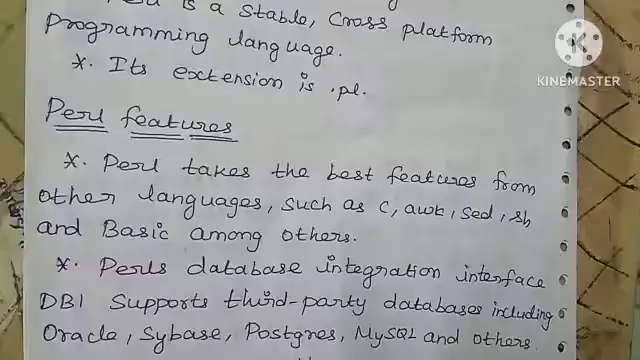 is a stable, cross platform
programming language.
*. Its extension is .pl.
Perl features
*. Perl takes the best features from
other languages, such as c, awk, sed, sh
and Basic among others.
*. Perls database integration interface
DBI supports third-party databases including
Oracle, Sybase, Postgres, MySQL and others.
KINEMASTER